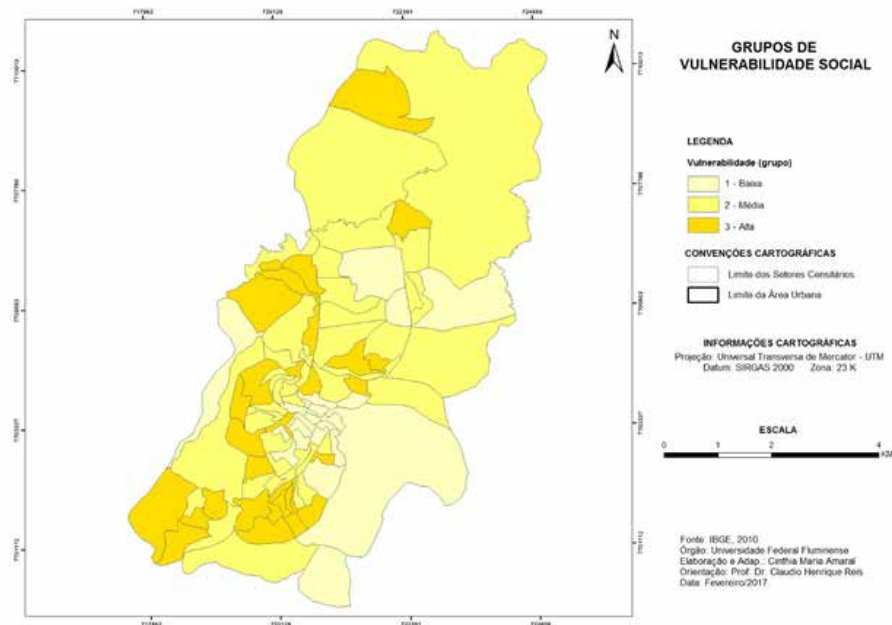 N
GRUPOS DE
VULNERABILIDADE SOCIAL
LEGENDA
Vulnerabilidade (grupo)
1 - Baixa
2 - Média
3 - Alta
CONVENÇÕES CARTOGRÁFICAS
Limite dos Setores Censitários
Limite da Área Urbana
INFORMAÇÕES CARTOGRÁFICAS
Projeção: Universal Transversa de Mercator - UTM
Datum: SIRGAS 2000 Zona: 23 K
ESCALA
0 1 2 4
KM
Fonte: IBGE, 2010.
Órgão: Universidade Federal Fluminense
Elaboração e Adap.: Cinthia Maria Amaral
Orientação: Prof. Dr. Claudio Henrique Reis
Data: Fevereiro/2017